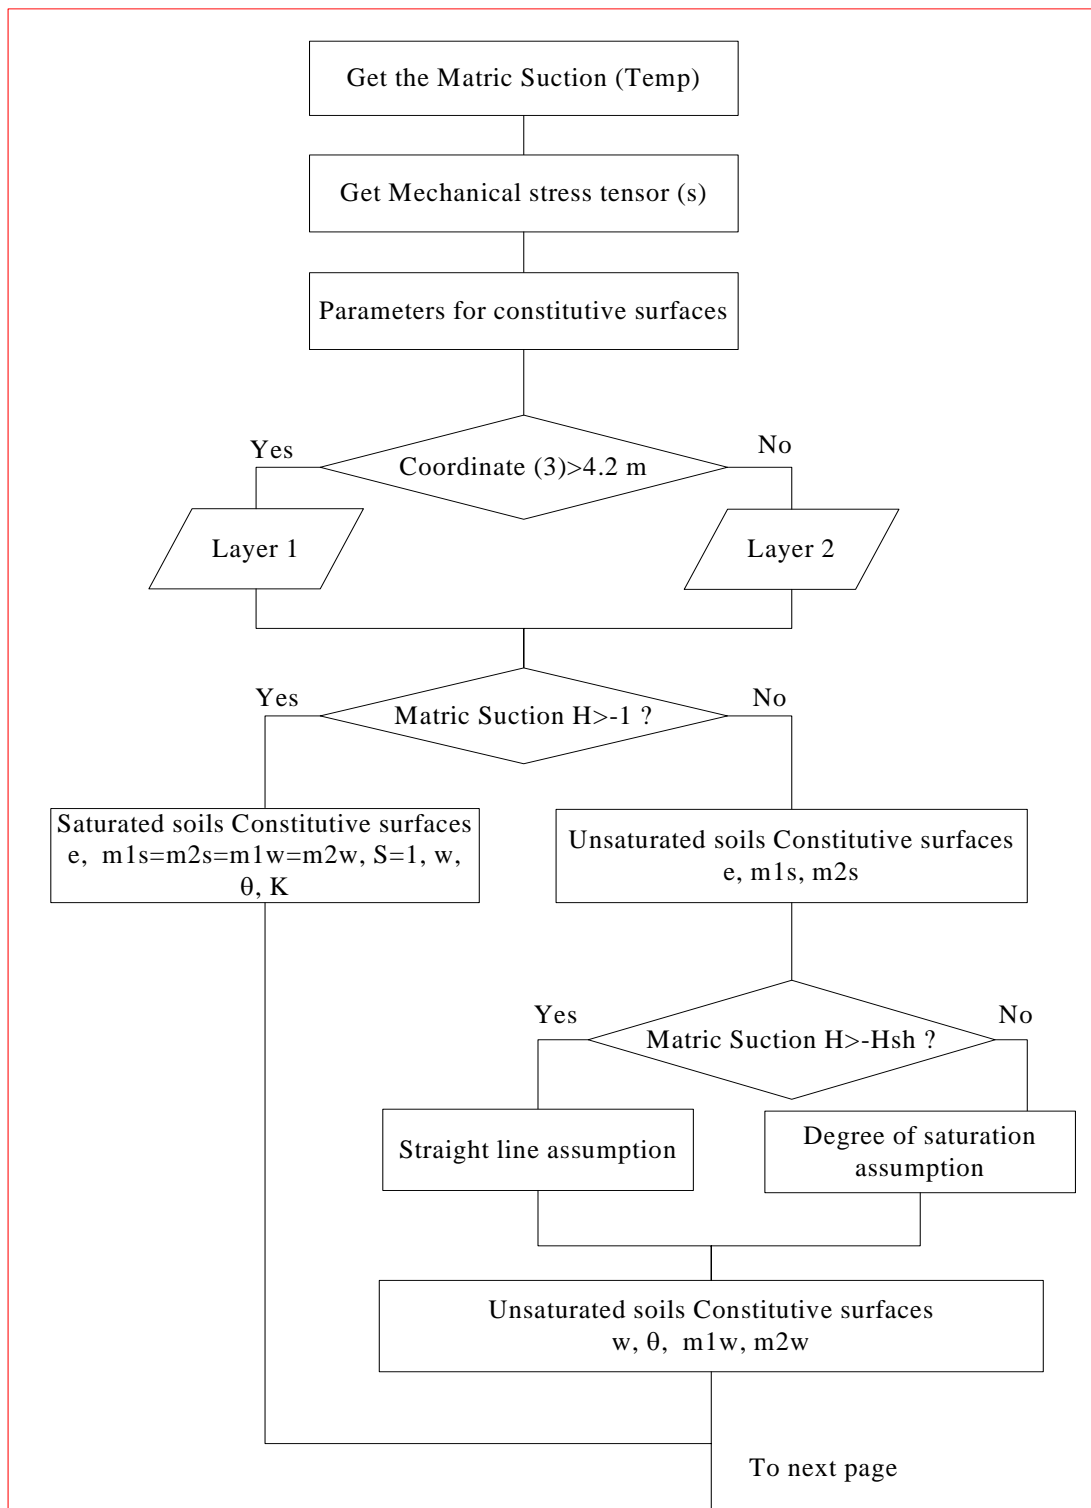 Get the Matric Suction (Temp)
Get Mechanical stress tensor (s)
Parameters for constitutive surfaces
Yes
No
Coordinate (3)>4.2 m
Layer 1
Layer 2
Yes
No
Matric Suction H>-1 ?
Saturated soils Constitutive surfaces
e, m1s=m2s=m1w=m2w, S=1, w,
θ, K
Unsaturated soils Constitutive surfaces
e, m1s, m2s
Yes
No
Matric Suction H>-Hsh ?
Straight line assumption
Degree of saturation
assumption
Unsaturated soils Constitutive surfaces
w, θ, m1w, m2w
To next page